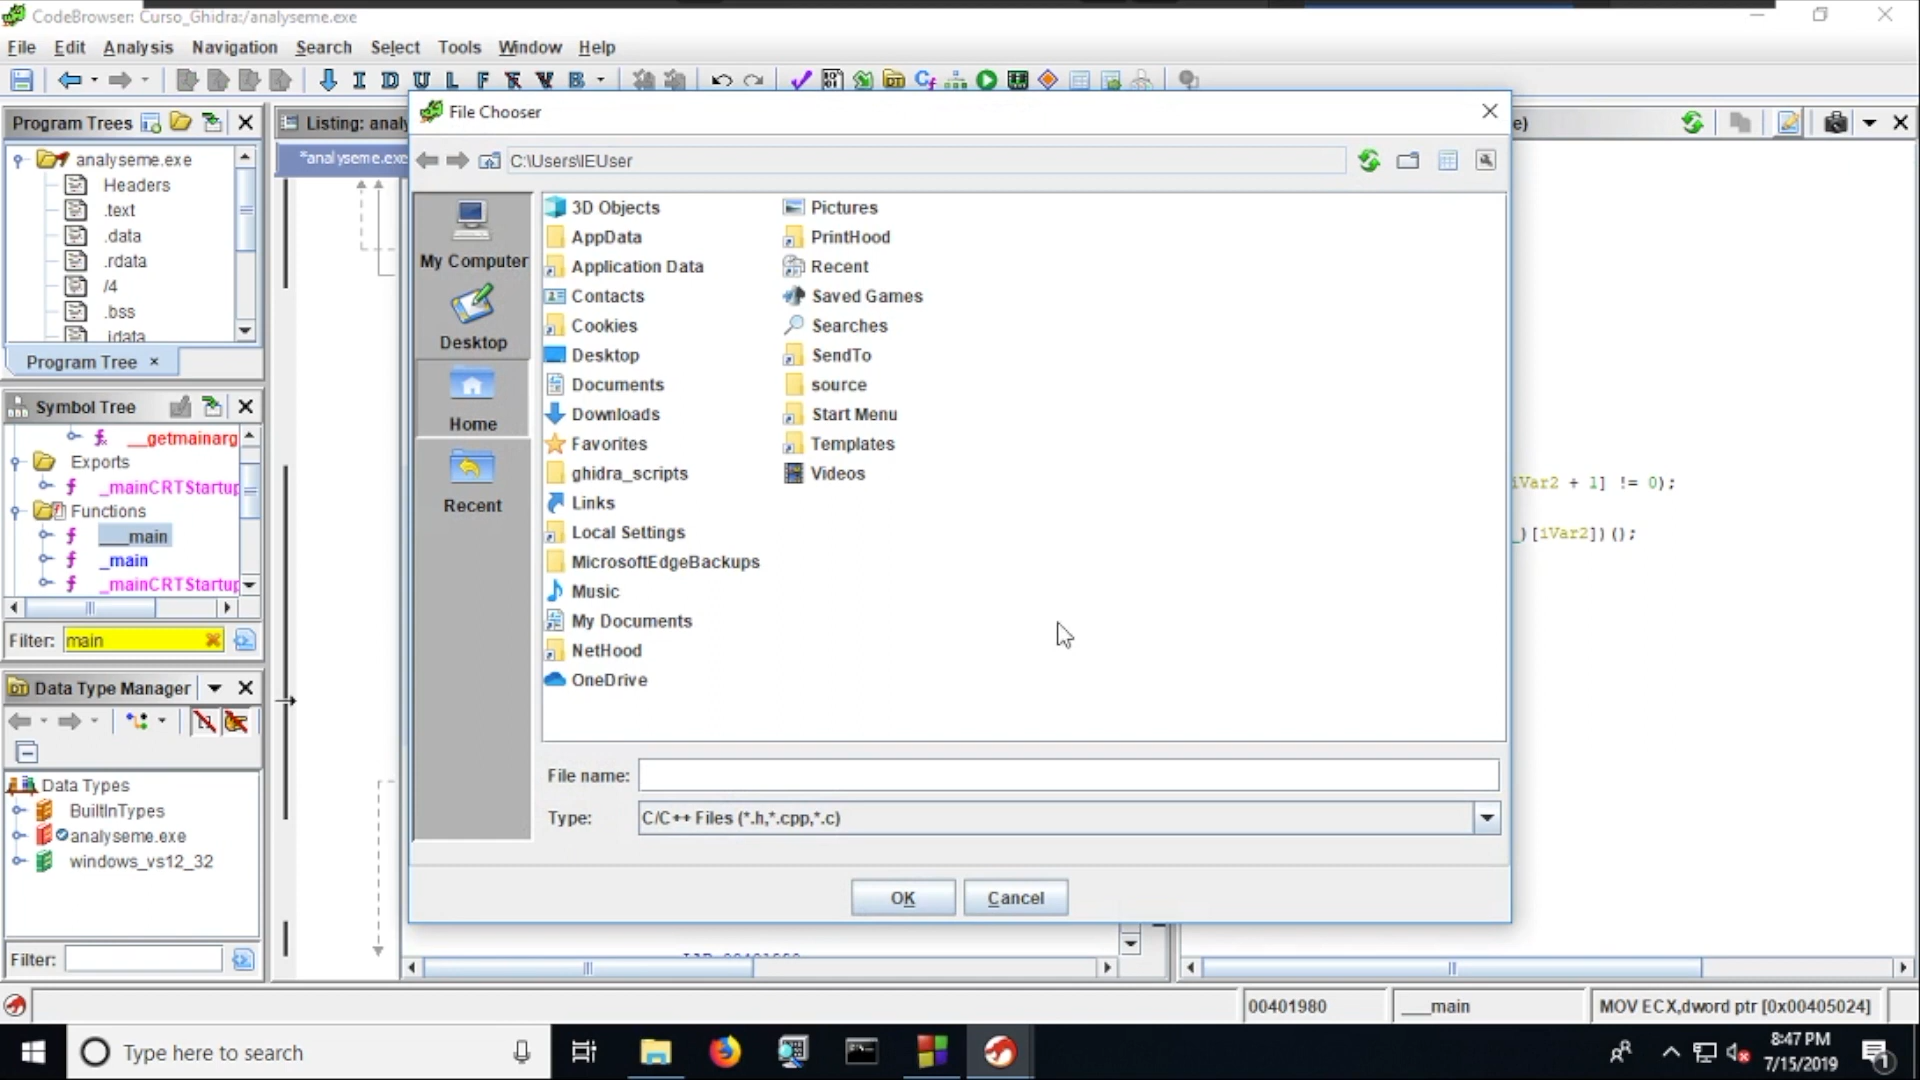 CodeBrowser: Curso_Ghidra:/analyseme.exe
File Edit Analysis Navigation Search Select Tools Window Help
I D U L F V B
Program Trees
analyseme.exe
Headers
.text
.data
.rdata
/4
.bss
.idata
Program Tree
Symbol Tree
__getmainarg
Exports
_mainCRTStartup
Functions
___main
_main
_mainCRTStartup
Filter: main
Data Type Manager
Data Types
BuiltInTypes
analyseme.exe
windows_vs12_32
Filter:
Listing: analy
*analyseme.exe
File Chooser
C:\Users\IEUser
My Computer
Desktop
Home
Recent
3D Objects
AppData
Application Data
Contacts
Cookies
Desktop
Documents
Downloads
Favorites
ghidra_scripts
Links
Local Settings
MicrosoftEdgeBackups
Music
My Documents
NetHood
OneDrive
Pictures
PrintHood
Recent
Saved Games
Searches
SendTo
source
Start Menu
Templates
Videos
File name:
Type: C/C++ Files (*.h,*.cpp,*.c)
OK Cancel
e)
iVar2 + 1] != 0);
_)[iVar2])();
00401980
___main
MOV ECX,dword ptr [0x00405024]
Type here to search
8:47 PM
7/15/2019
1